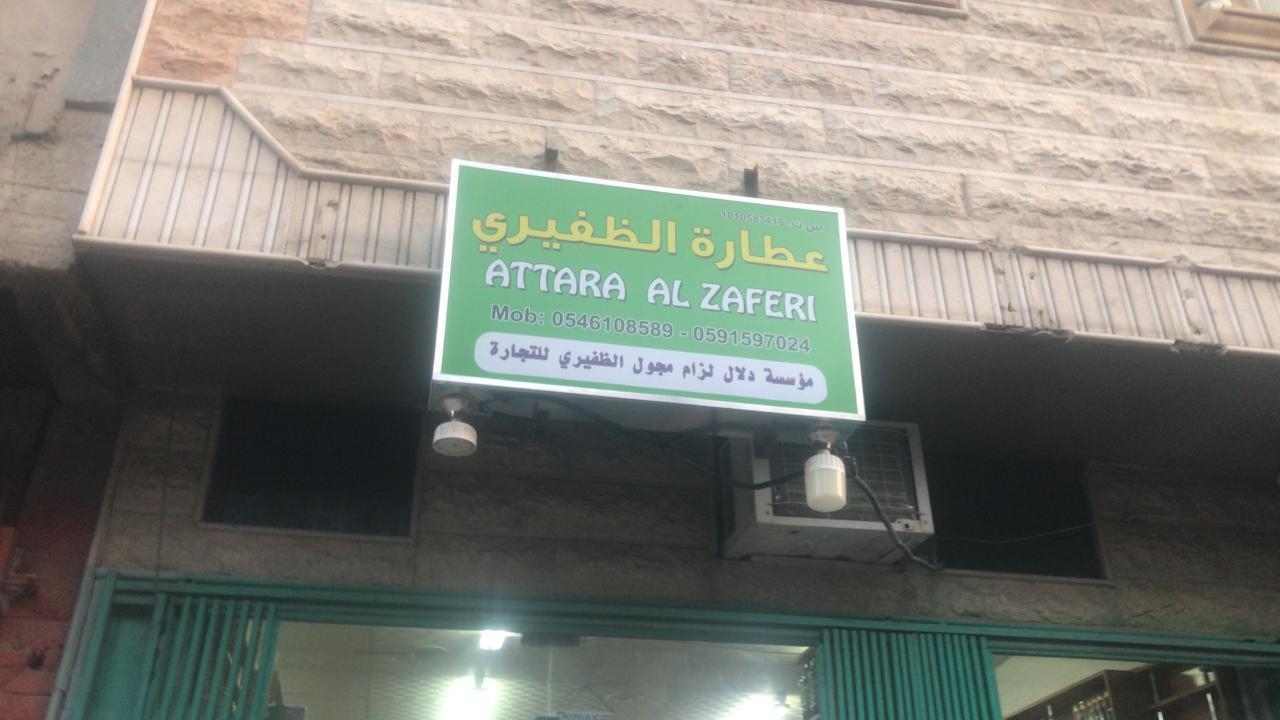 س.ت: 1010583418
عطارة الظفيري
ATTARA AL ZAFERI
Mob: 0546108589 - 0591597024
مؤسسة دلال لزام مجول الظفيري للتجارة